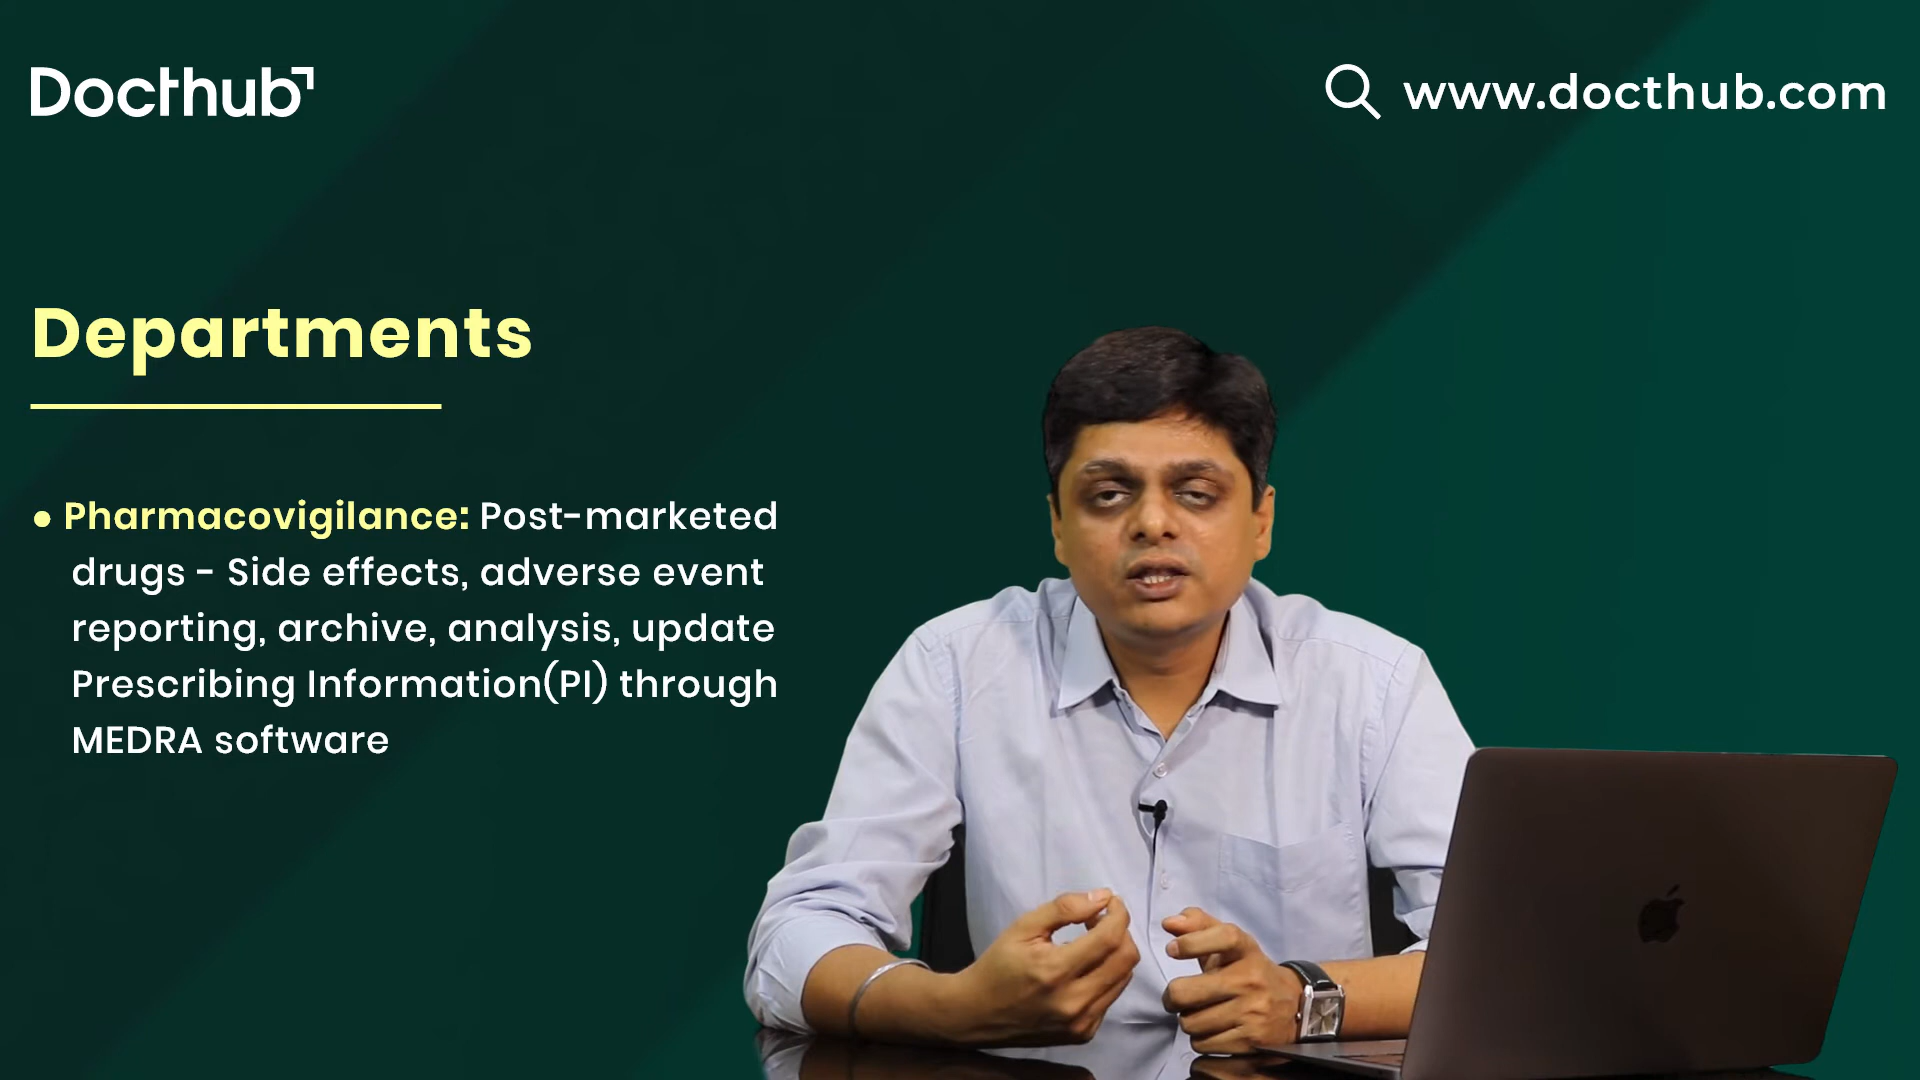 Docthub
www.docthub.com
Departments
• Pharmacovigilance: Post-marketed
drugs - Side effects, adverse event
reporting, archive, analysis, update
Prescribing Information(PI) through
MEDRA software